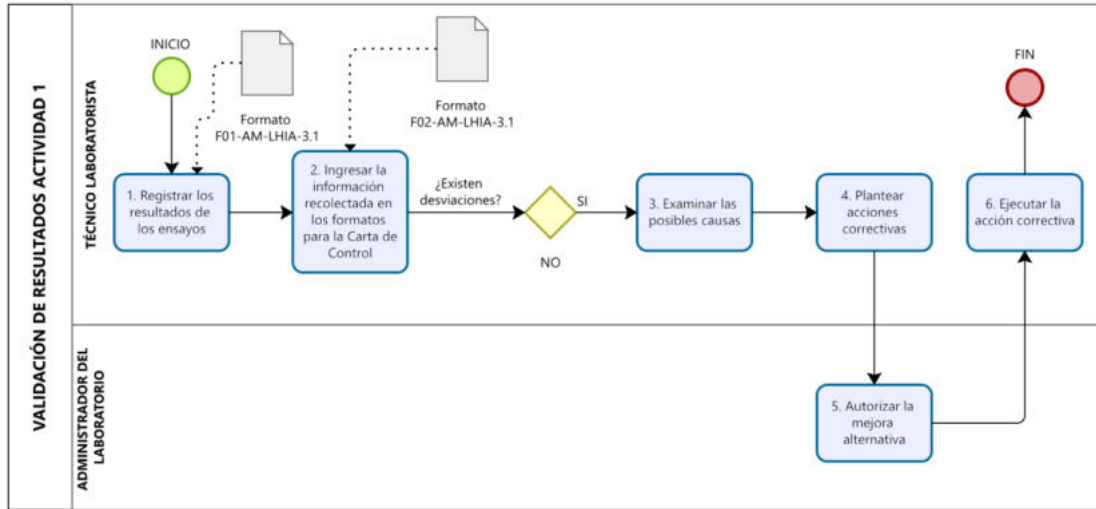 VALIDACIÓN DE RESULTADOS ACTIVIDAD 1
TÉCNICO LABORATORISTA
INICIO
Formato
F01-AM-LHIA-3.1
Formato
F02-AM-LHIA-3.1
FIN
1. Registrar los
resultados de
los ensayos
2. Ingresar la
información
recolectada en
los formatos
para la Carta de
Control
¿Existen
desviaciones?
SI
NO
3. Examinar las
posibles causas
4. Plantear
acciones
correctivas
6. Ejecutar la
acción correctiva
ADMINISTRADOR DEL
LABORATORIO
5. Autorizar la
mejora
alternativa